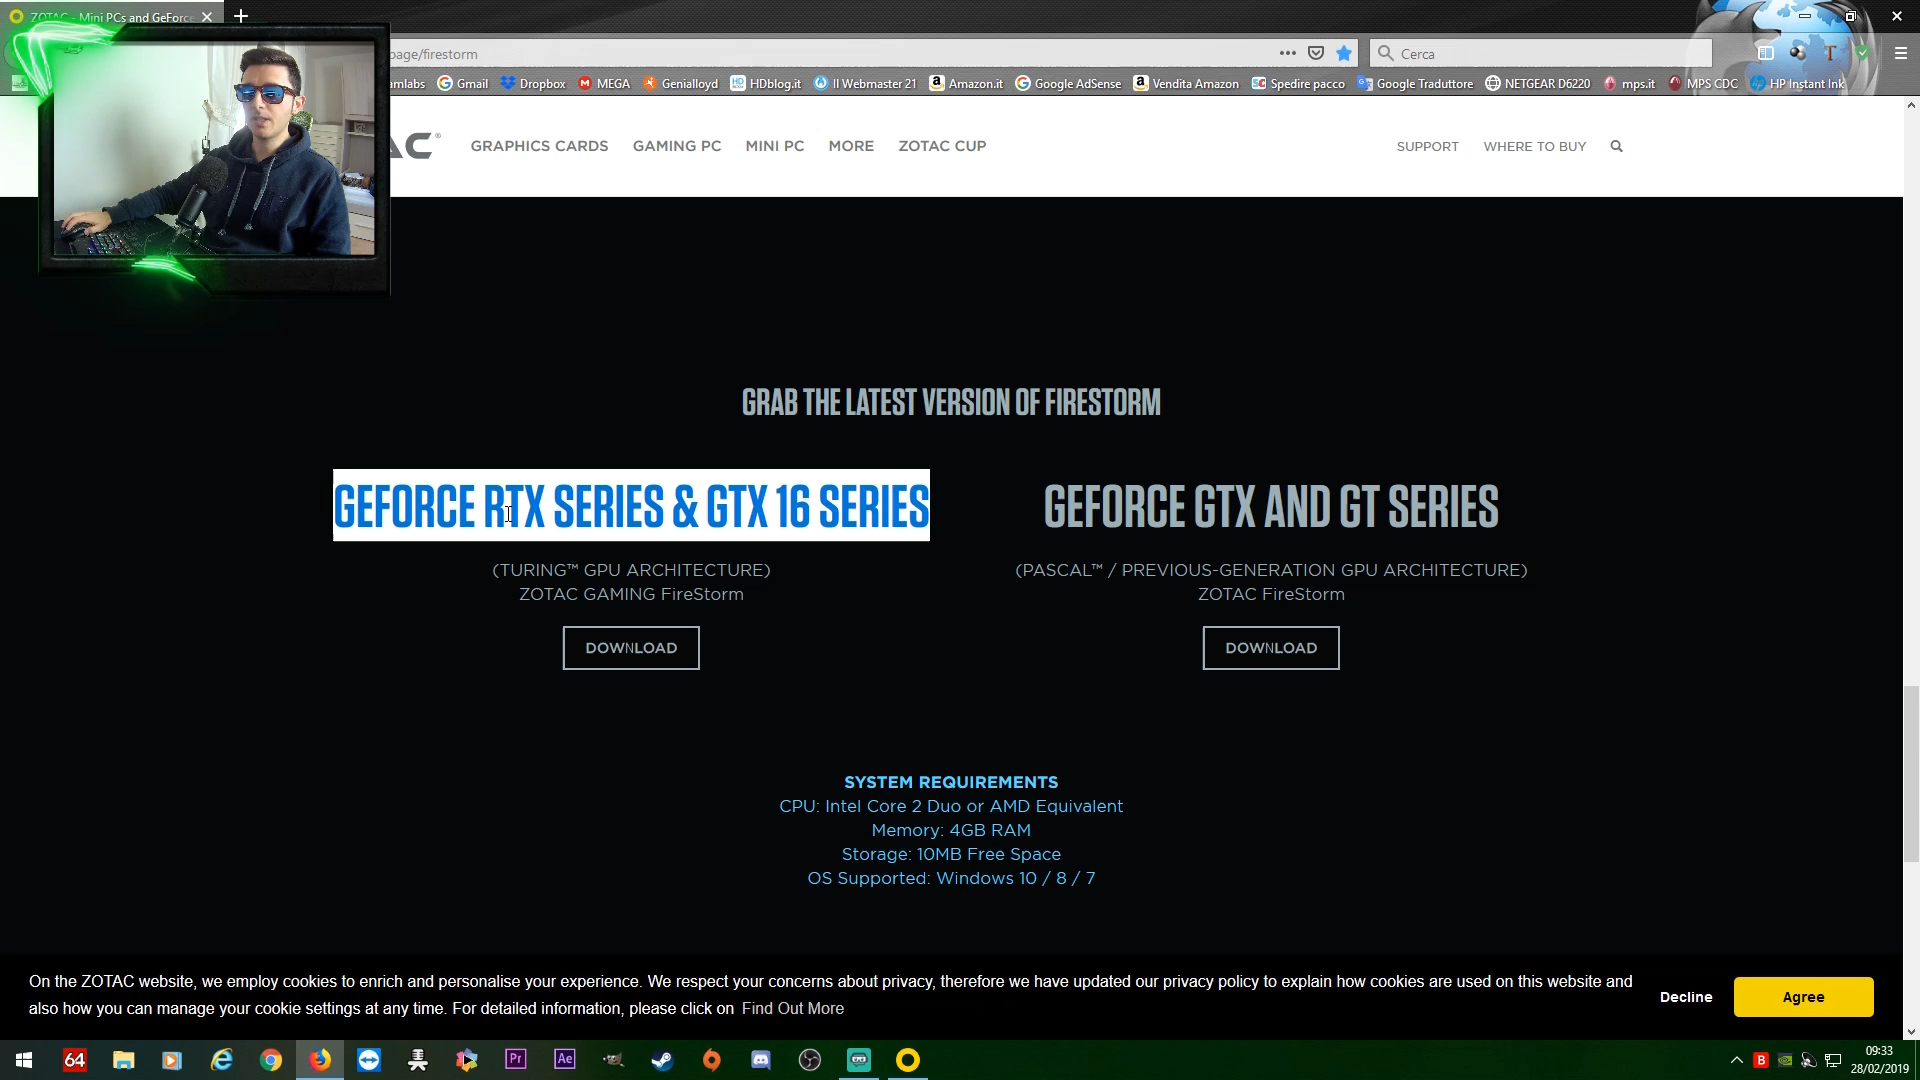 ZOTAC - Mini PCs and GeForce
page/firestorm
Cerca
amlabs
Gmail
Dropbox
MEGA
Genialloyd
HDblog.it
Il Webmaster 21
Amazon.it
Google AdSense
Vendita Amazon
Spedire pacco
Google Traduttore
NETGEAR D6220
mps.it
MPS CDC
HP Instant Ink
AC®
GRAPHICS CARDS
GAMING PC
MINI PC
MORE
ZOTAC CUP
SUPPORT
WHERE TO BUY
GRAB THE LATEST VERSION OF FIRESTORM
GEFORCE RTX SERIES & GTX 16 SERIES
(TURING™ GPU ARCHITECTURE)
ZOTAC GAMING FireStorm
DOWNLOAD
GEFORCE GTX AND GT SERIES
(PASCAL™ / PREVIOUS-GENERATION GPU ARCHITECTURE)
ZOTAC FireStorm
DOWNLOAD
SYSTEM REQUIREMENTS
CPU: Intel Core 2 Duo or AMD Equivalent
Memory: 4GB RAM
Storage: 10MB Free Space
OS Supported: Windows 10 / 8 / 7
On the ZOTAC website, we employ cookies to enrich and personalise your experience. We respect your concerns about privacy, therefore we have updated our privacy policy to explain how cookies are used on this website and
also how you can manage your cookie settings at any time. For detailed information, please click on Find Out More
Decline
Agree
64
Pr
Ae
B
09:33
28/02/2019